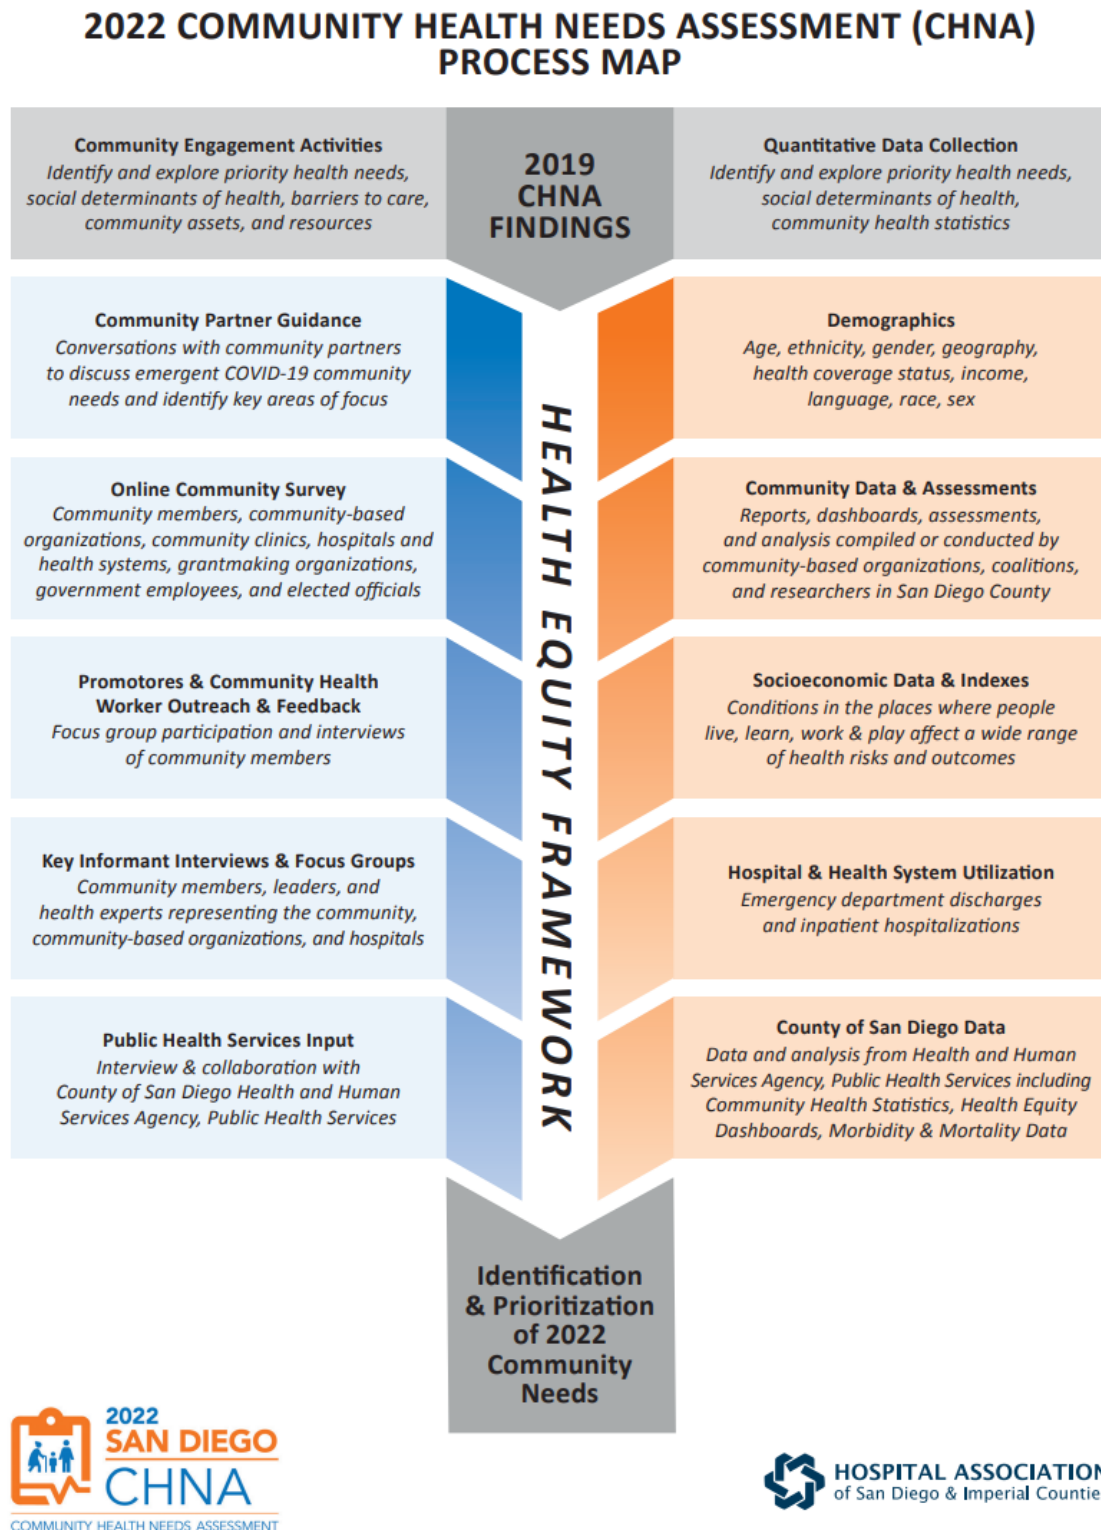 2022 COMMUNITY HEALTH NEEDS ASSESSMENT (CHNA)
PROCESS MAP
Community Engagement Activities
Identify and explore priority health needs,
social determinants of health, barriers to care,
community assets, and resources
2019
CHNA
FINDINGS
Quantitative Data Collection
Identify and explore priority health needs,
social determinants of health,
community health statistics
Community Partner Guidance
Conversations with community partners
to discuss emergent COVID-19 community
needs and identify key areas of focus
Demographics
Age, ethnicity, gender, geography,
health coverage status, income,
language, race, sex
Online Community Survey
Community members, community-based
organizations, community clinics, hospitals and
health systems, grantmaking organizations,
government employees, and elected officials
Community Data & Assessments
Reports, dashboards, assessments,
and analysis compiled or conducted by
community-based organizations, coalitions,
and researchers in San Diego County
HEALTH EQUITY FRAMEWORK
Promotores & Community Health
Worker Outreach & Feedback
Focus group participation and interviews
of community members
Socioeconomic Data & Indexes
Conditions in the places where people
live, learn, work & play affect a wide range
of health risks and outcomes
Key Informant Interviews & Focus Groups
Community members, leaders, and
health experts representing the community,
community-based organizations, and hospitals
Hospital & Health System Utilization
Emergency department discharges
and inpatient hospitalizations
Public Health Services Input
Interview & collaboration with
County of San Diego Health and Human
Services Agency, Public Health Services
County of San Diego Data
Data and analysis from Health and Human
Services Agency, Public Health Services including
Community Health Statistics, Health Equity
Dashboards, Morbidity & Mortality Data
Identification
& Prioritization
of 2022
Community
Needs
2022
SAN DIEGO
CHNA
COMMUNITY HEALTH NEEDS ASSESSMENT
HOSPITAL ASSOCIATION
of San Diego & Imperial Countie